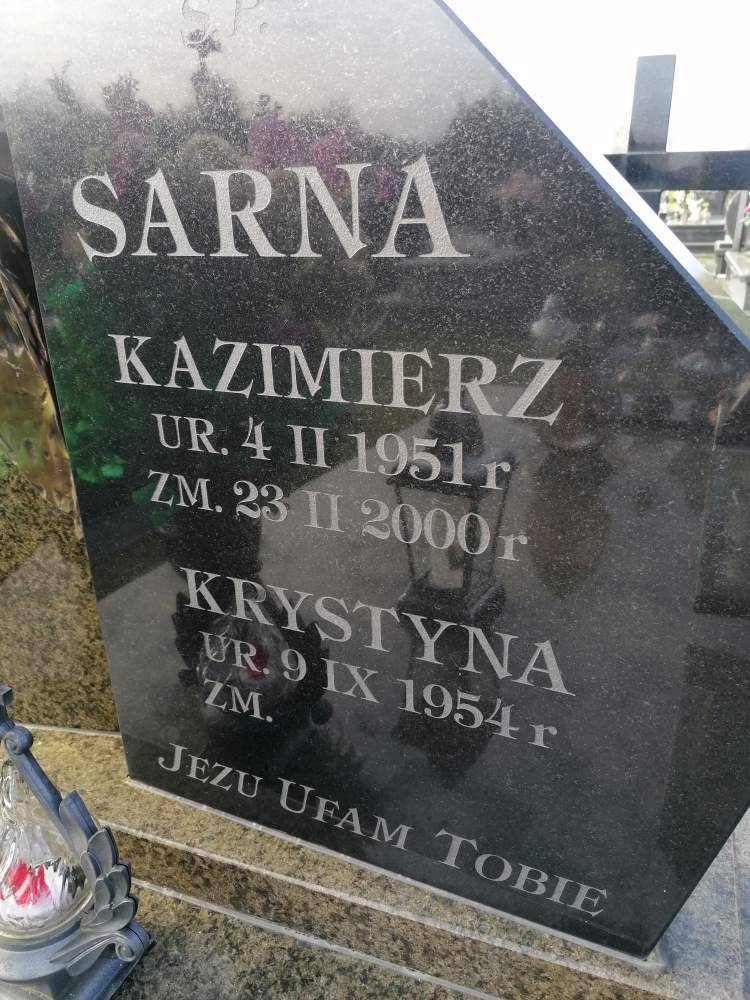 Ś.P.
SARNA
KAZIMIERZ
UR. 4 II 1951 r
ZM. 23 II 2000 r
KRYSTYNA
UR. 9 IX 1954 r
ZM.
JEZU UFAM TOBIE